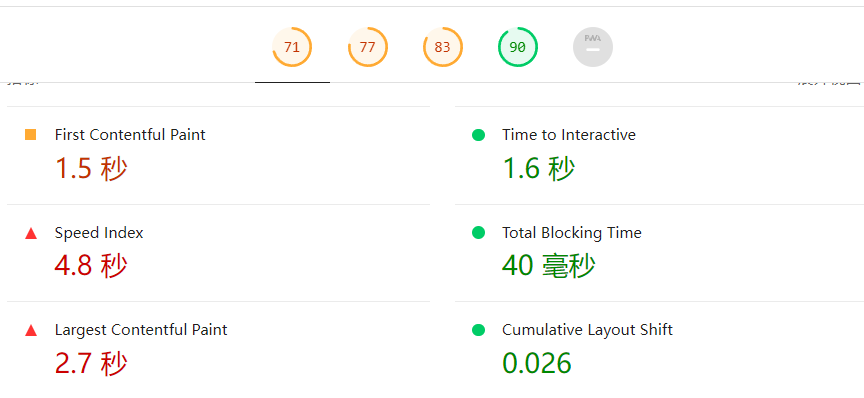 71
77
83
90
PWA
First Contentful Paint
1.5 秒
Time to Interactive
1.6 秒
Speed Index
4.8 秒
Total Blocking Time
40 毫秒
Largest Contentful Paint
2.7 秒
Cumulative Layout Shift
0.026